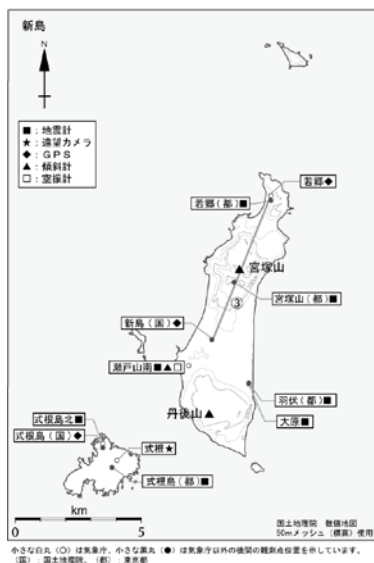 新島
N
■：地震計
★：遠望カメラ
◆：ＧＰＳ
▲：傾斜計
□：空振計
若郷◆
若郷（都）■
宮塚山
宮塚山（都）■
③
新島（国）◆
瀬戸山南■▲□
羽伏（都）■
丹後山
大原■
式根島北■
式根島（国）◆
式根★
式根島（都）■
km
0 5
国土地理院 数値地図
50mメッシュ（標高）使用
小さな白丸（○）は気象庁、小さな黒丸（●）は気象庁以外の機関の観測点位置を示しています。
（国）：国土地理院、（都）：東京都